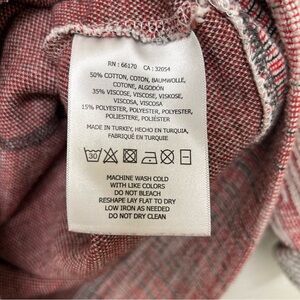 RN : 66170 CA : 32054
50% COTTON, COTON, BAUMWOLLE,
COTONE, ALGODÓN
35% VISCOSE, VISCOSE, VISKOSE,
VISCOSA, VISCOSA
15% POLYESTER, POLYESTER, POLYESTER,
POLIESTERE, POLIÉSTER
MADE IN TURKEY, HECHO EN TURQUIA,
FABRIQUÉ EN TURQUIE
30
MACHINE WASH COLD
WITH LIKE COLORS
DO NOT BLEACH
RESHAPE LAY FLAT TO DRY
LOW IRON AS NEEDED
DO NOT DRY CLEAN